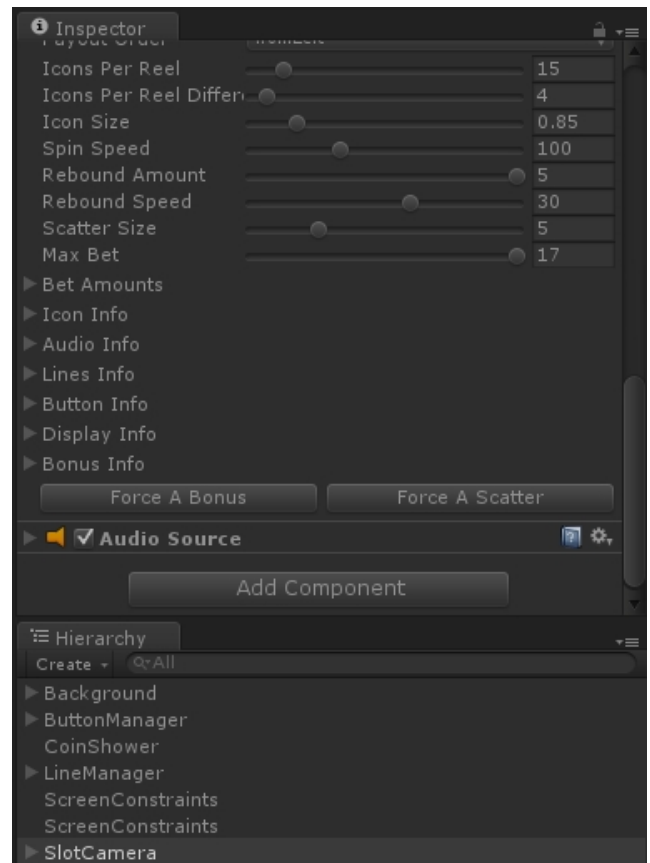 Inspector
Payout Order fromLeft
Icons Per Reel 15
Icons Per Reel Differ 4
Icon Size 0.85
Spin Speed 100
Rebound Amount 5
Rebound Speed 30
Scatter Size 5
Max Bet 17
Bet Amounts
Icon Info
Audio Info
Lines Info
Button Info
Display Info
Bonus Info
Force A Bonus Force A Scatter
Audio Source
Add Component
Hierarchy
Create All
Background
ButtonManager
CoinShower
LineManager
ScreenConstraints
ScreenConstraints
SlotCamera